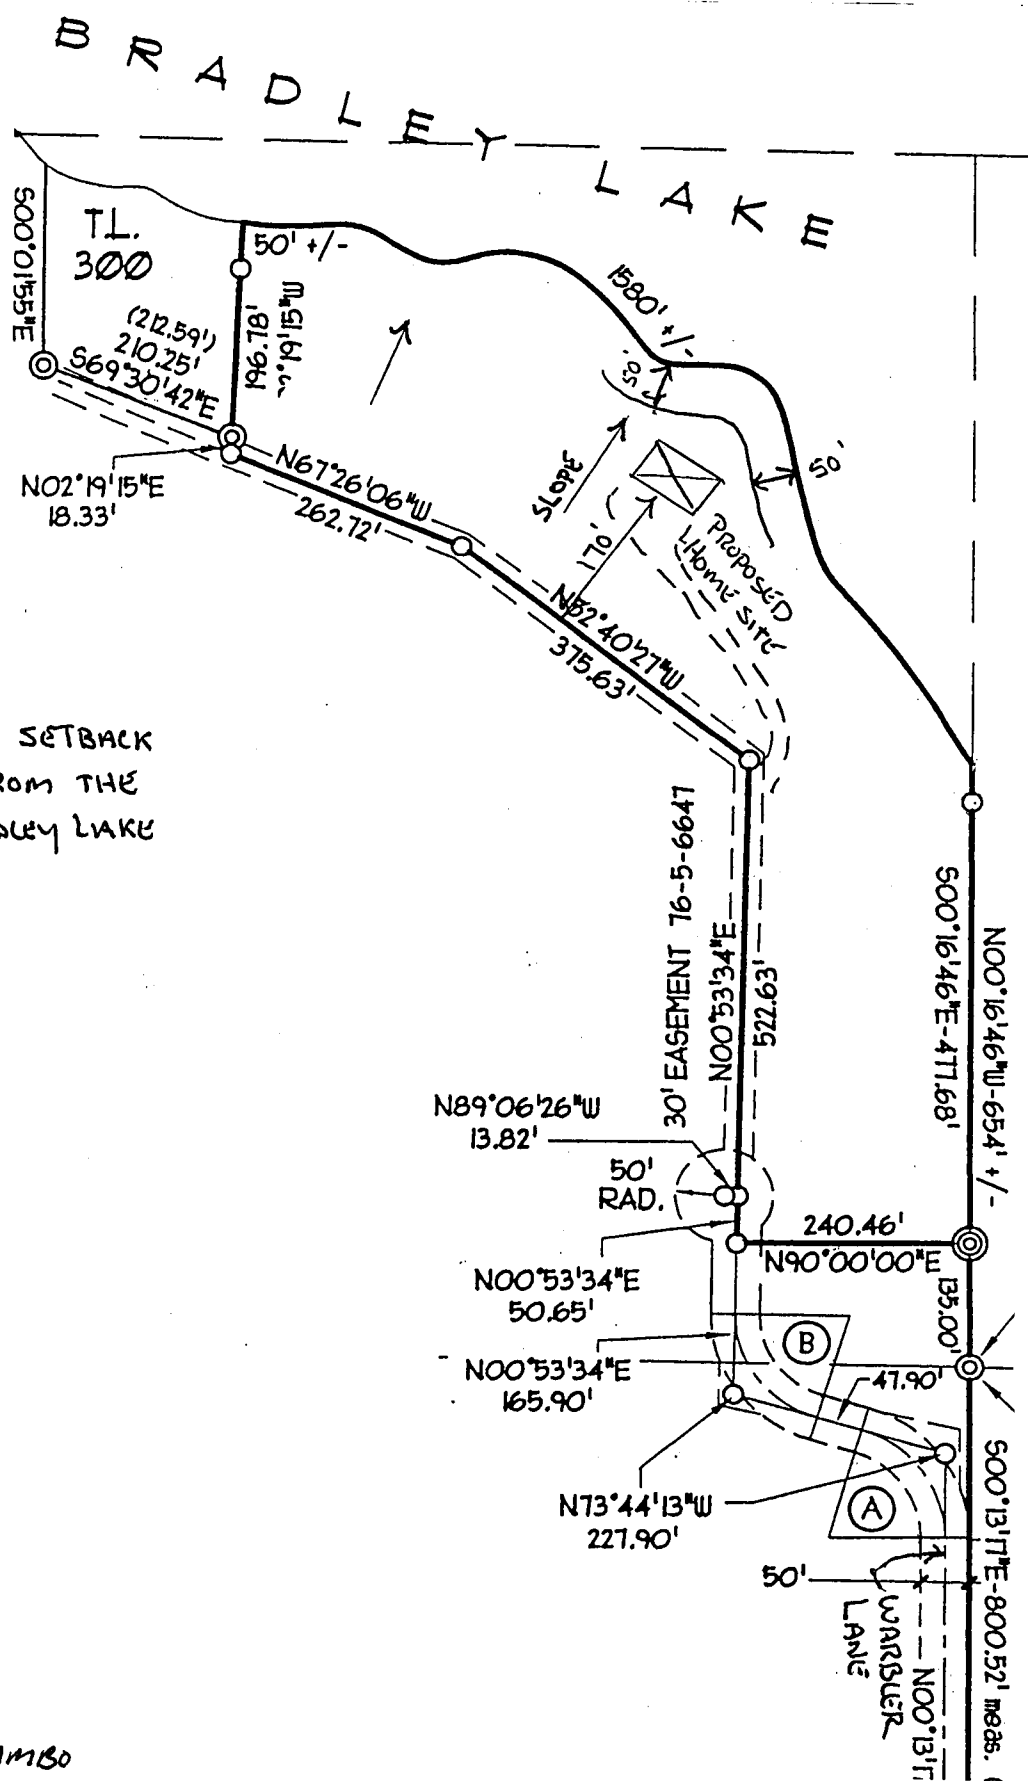 BRADLEY LAKE
T.L.
300
S00°01'55"E
50' +/-
(212.59')
210.25'
S69°30'42"E
196.78'
1580' +/-
50'
50'
N02°19'15"E
18.33'
N67°26'06"W
262.72'
SLOPE
170'
PROPOSED
HOME SITE
N52°40'27"W
375.63'
SETBACK
THE
LAKE
30' EASEMENT 76-5-6647
N00°53'34"E
522.63'
S00°16'46"E-477.68'
N00°16'46"W-654' +/-
N89°06'26"W
13.82'
50'
RAD.
240.46'
N90°00'00"E
N00°53'34"E
50.65'
135.00'
B
N00°53'34"E
165.90'
47.90'
N73°44'13"W
227.90'
A
50'
WARBLER
LANE
S00°13'17"E-800.52' meas.
N00°13'17